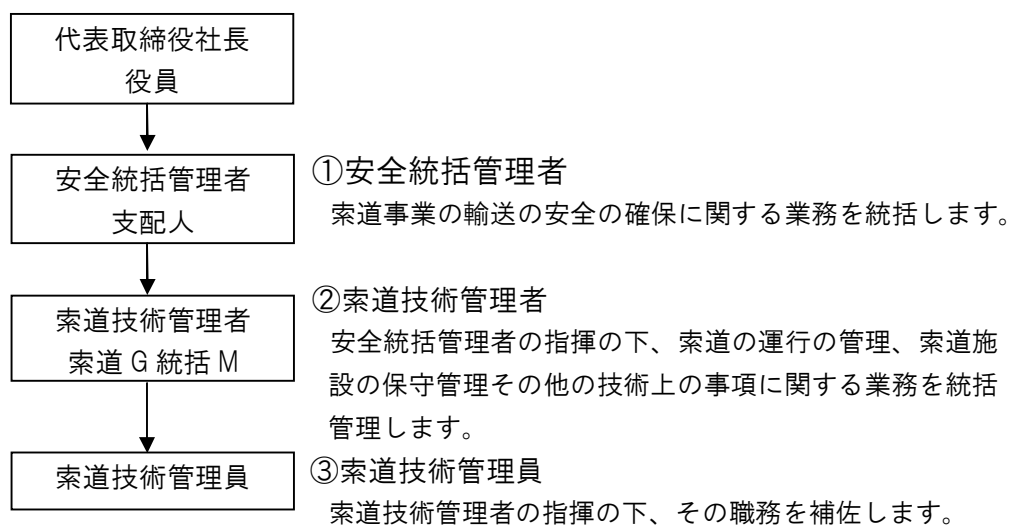 代表取締役社長
役員
安全統括管理者
支配人
①安全統括管理者
索道事業の輸送の安全の確保に関する業務を統括します。
索道技術管理者
索道G統括M
②索道技術管理者
安全統括管理者の指揮の下、索道の運行の管理、索道施
設の保守管理その他の技術上の事項に関する業務を統括
管理します。
索道技術管理員
③索道技術管理員
索道技術管理者の指揮の下、その職務を補佐します。